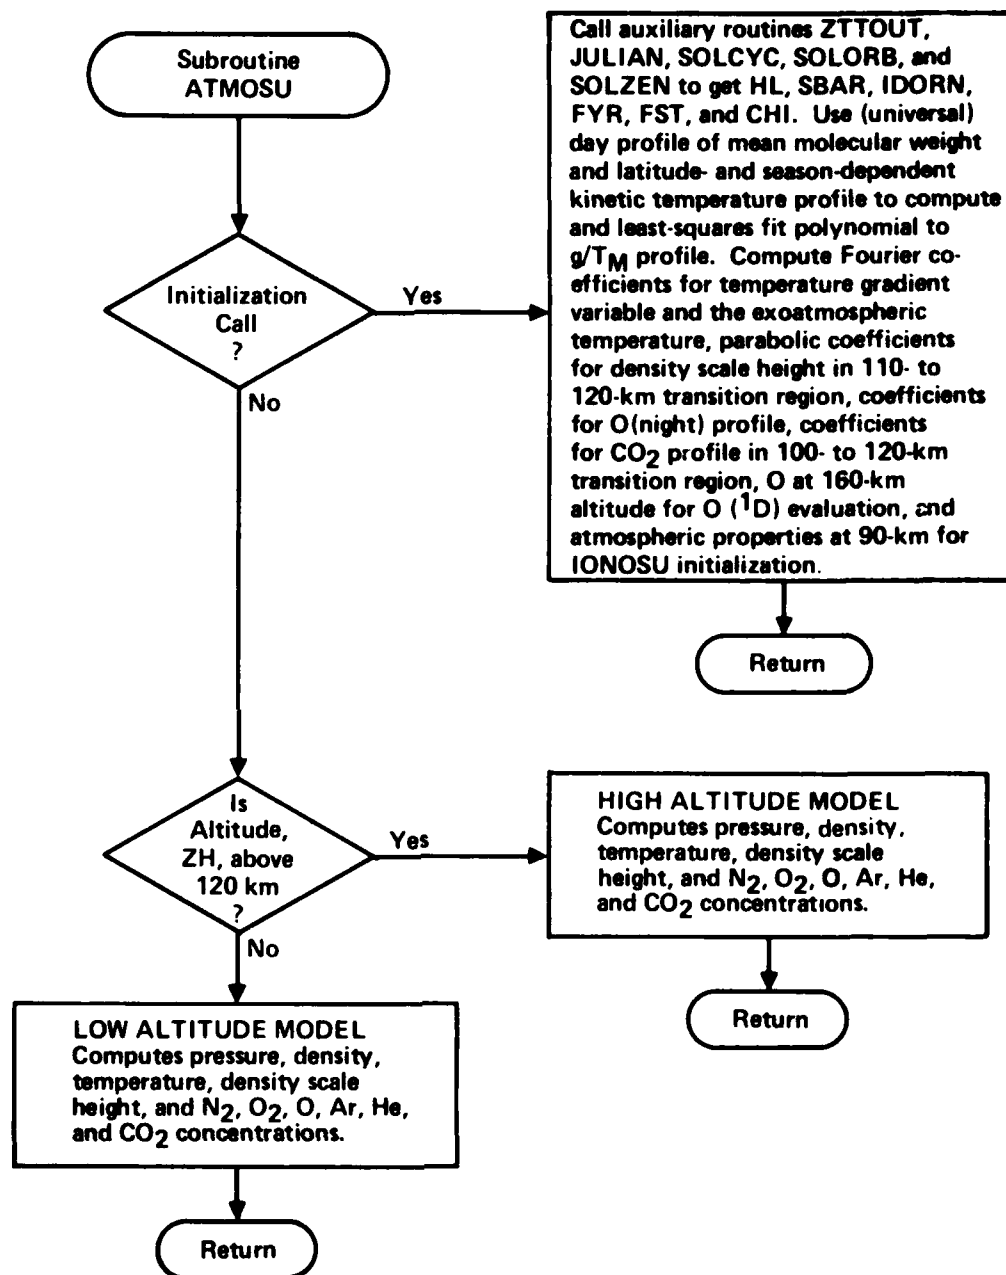 Subroutine
ATMOSU
Initialization
Call
?
Yes
No
Call auxiliary routines ZTTOUT,
JULIAN, SOLCYC, SOLORB, and
SOLZEN to get HL, SBAR, IDORN,
FYR, FST, and CHI. Use (universal)
day profile of mean molecular weight
and latitude- and season-dependent
kinetic temperature profile to compute
and least-squares fit polynomial to
g/T_M profile. Compute Fourier co-
efficients for temperature gradient
variable and the exoatmospheric
temperature, parabolic coefficients
for density scale height in 110- to
120-km transition region, coefficients
for O(night) profile, coefficients
for CO₂ profile in 100- to 120-km
transition region, O at 160-km
altitude for O (¹D) evaluation, and
atmospheric properties at 90-km for
IONOSU initialization.
Return
Is
Altitude,
ZH, above
120 km
?
Yes
No
HIGH ALTITUDE MODEL
Computes pressure, density,
temperature, density scale
height, and N₂, O₂, O, Ar, He,
and CO₂ concentrations.
Return
LOW ALTITUDE MODEL
Computes pressure, density,
temperature, density scale
height, and N₂, O₂, O, Ar, He,
and CO₂ concentrations.
Return